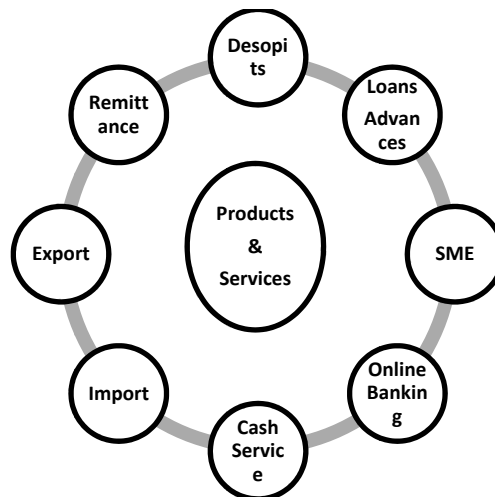 Desopi
ts
Loans
Advan
ces
SME
Online
Bankin
g
Cash
Servic
e
Import
Export
Remitt
ance
Products
&
Services